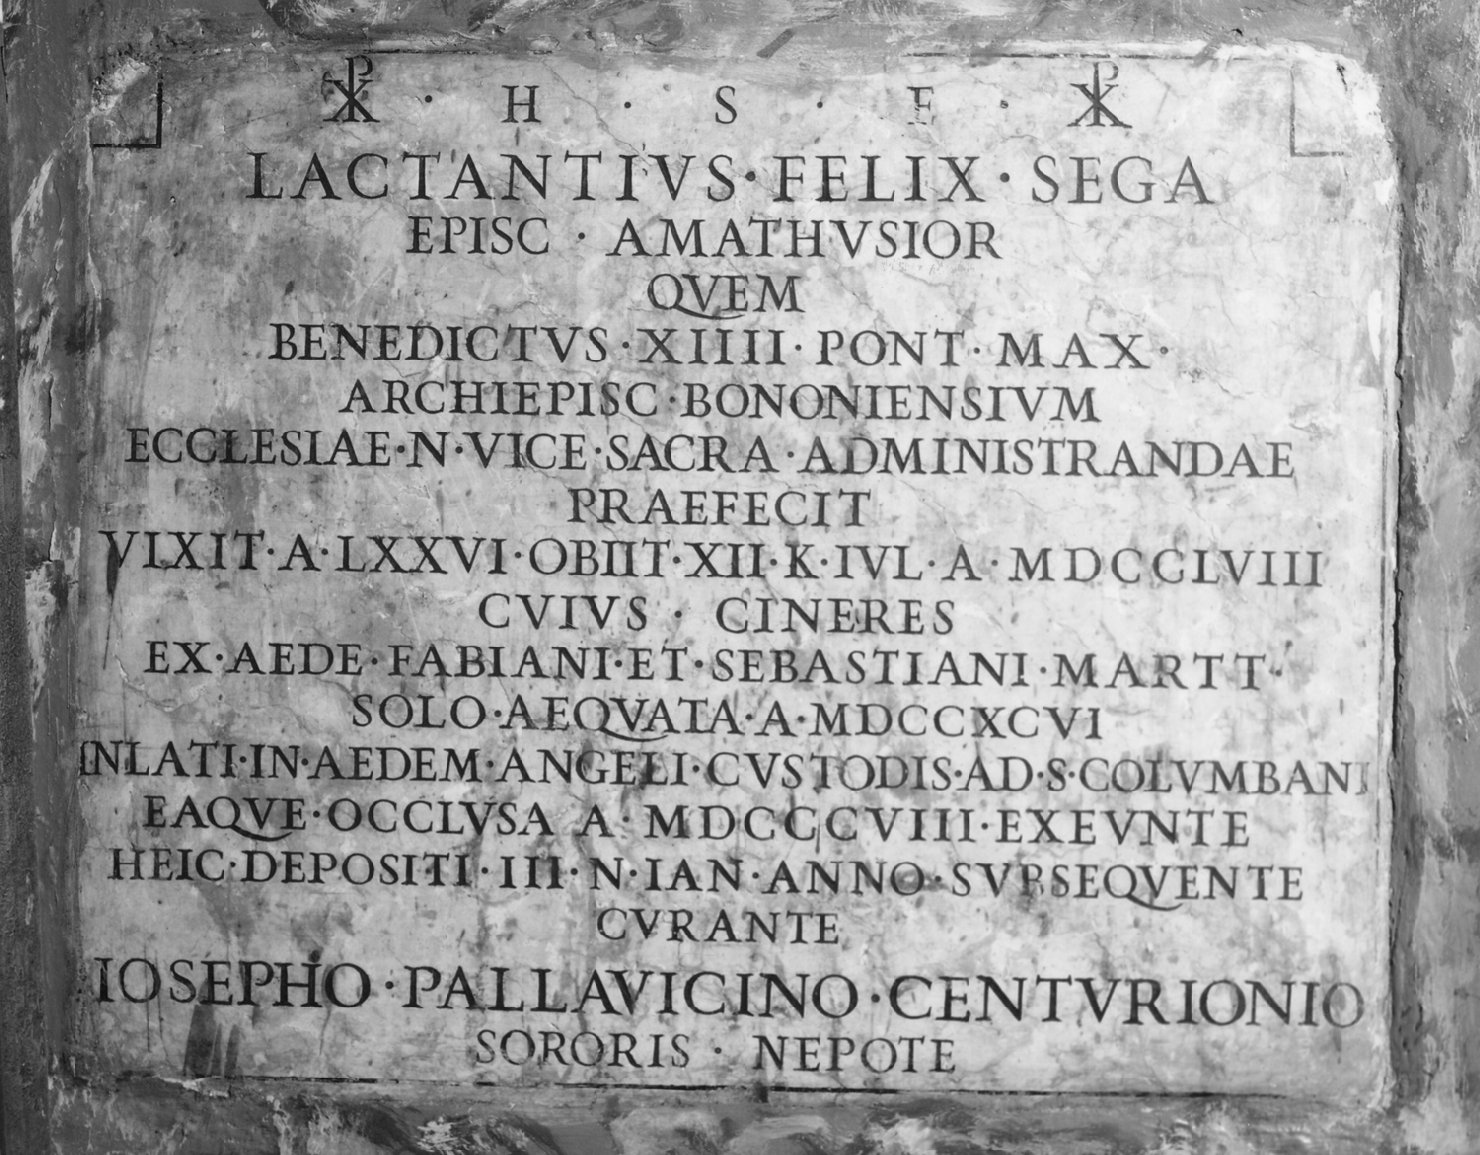 ☧ · H · S · E · ☧
LACTANTIVS · FELIX · SEGA
EPISC · AMATHVSIOR
QVEM
BENEDICTVS · XIIII · PONT · MAX ·
ARCHIEPISC · BONONIENSIVM
ECCLESIAE · N · VICE · SACRA · ADMINISTRANDAE
PRAEFECIT
VIXIT · A · LXXVI · OBIIT · XII · K · IVL · A · MDCCLVIII
CVIVS · CINERES
EX · AEDE · FABIANI · ET · SEBASTIANI · MARTT ·
SOLO · AEQVATA · A · MDCCXCVI
INLATI · IN · AEDEM · ANGELI · CVSTODIS · AD · S · COLVMBANI
EAQVE · OCCLVSA A · MDCCCVIII · EXEVNTE
HEIC · DEPOSITI · III · N · IAN · ANNO · SVBSEQVENTE
CVRANTE
IOSEPHO · PALLAVICINO · CENTVRIONIO
SORORIS · NEPOTE